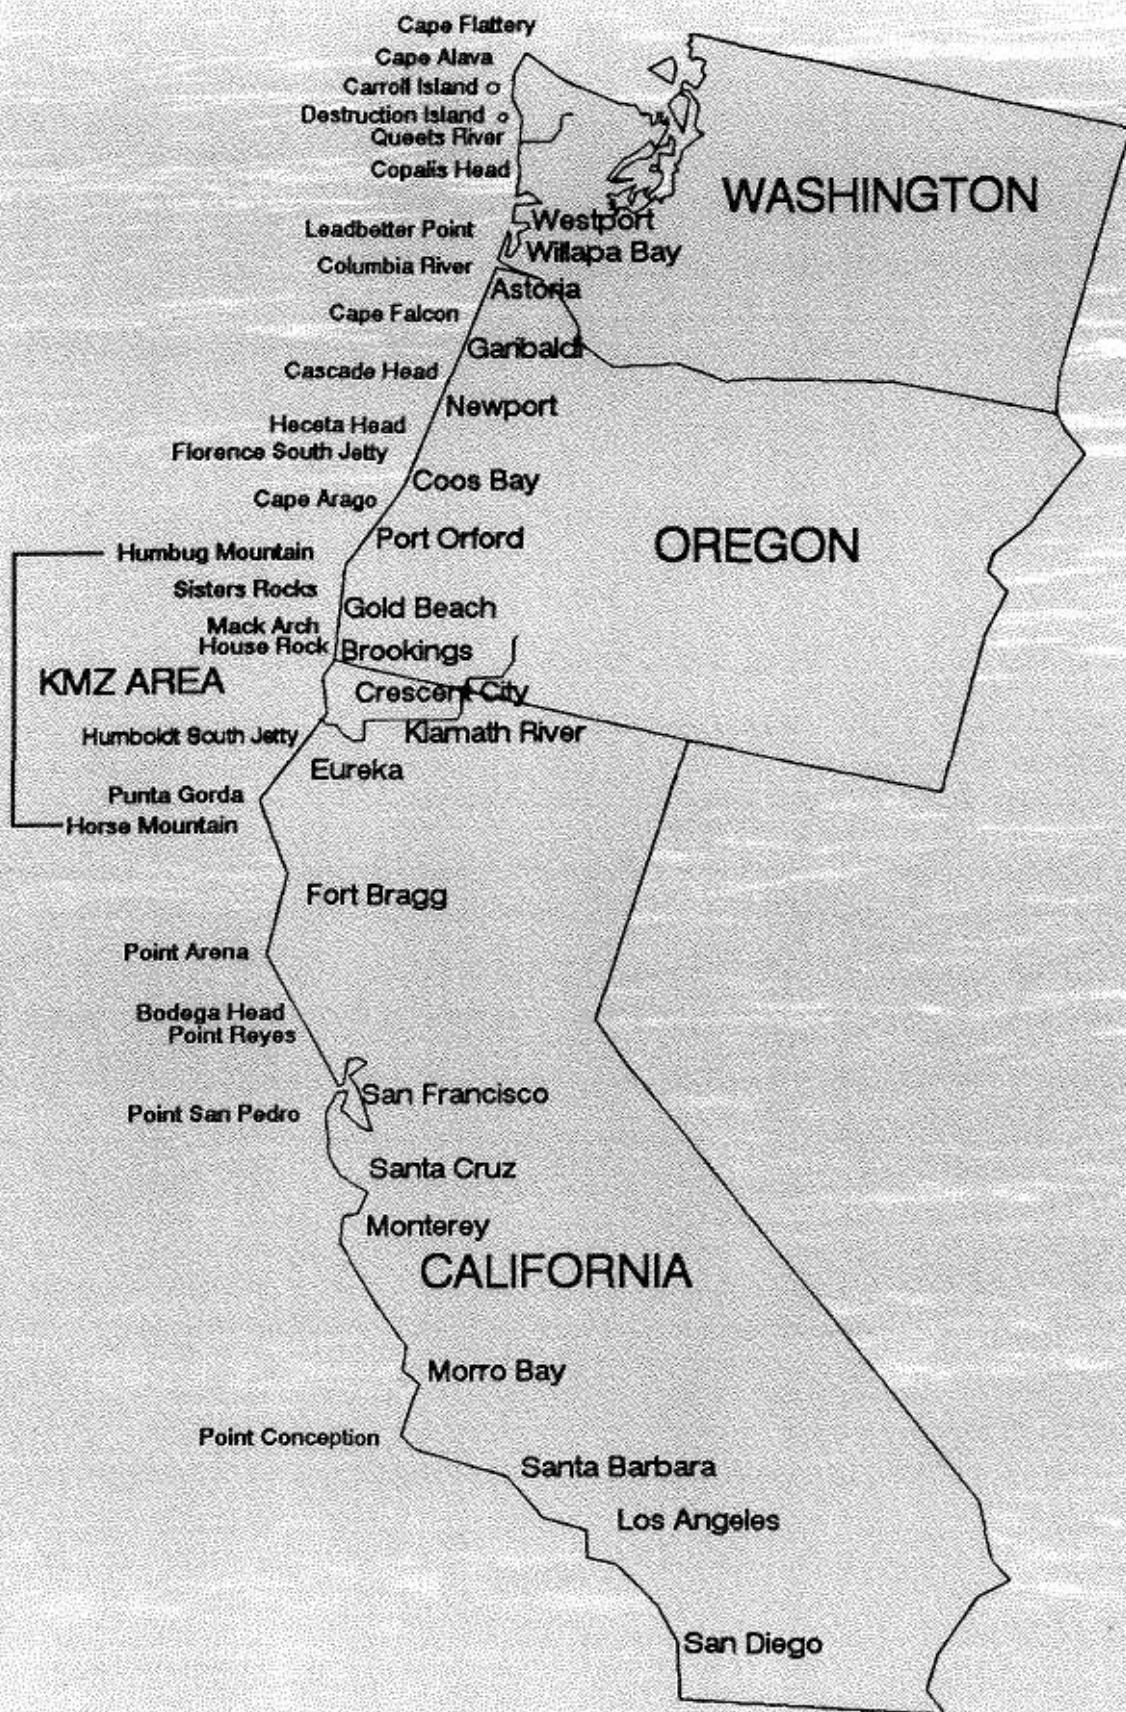 Cape Flattery
Cape Alava
Carroll Island
Destruction Island
Queets River
Copalis Head
WASHINGTON
Westport
Leadbetter Point
Willapa Bay
Columbia River
Astoria
Cape Falcon
Garibaldi
Cascade Head
Newport
Heceta Head
Florence South Jetty
Coos Bay
Cape Arago
Port Orford
OREGON
Humbug Mountain
Sisters Rocks
Gold Beach
Mack Arch
House Rock
Brookings
KMZ AREA
Crescent City
Klamath River
Humboldt South Jetty
Eureka
Punta Gorda
Horse Mountain
Fort Bragg
Point Arena
Bodega Head
Point Reyes
San Francisco
Point San Pedro
Santa Cruz
Monterey
CALIFORNIA
Morro Bay
Point Conception
Santa Barbara
Los Angeles
San Diego